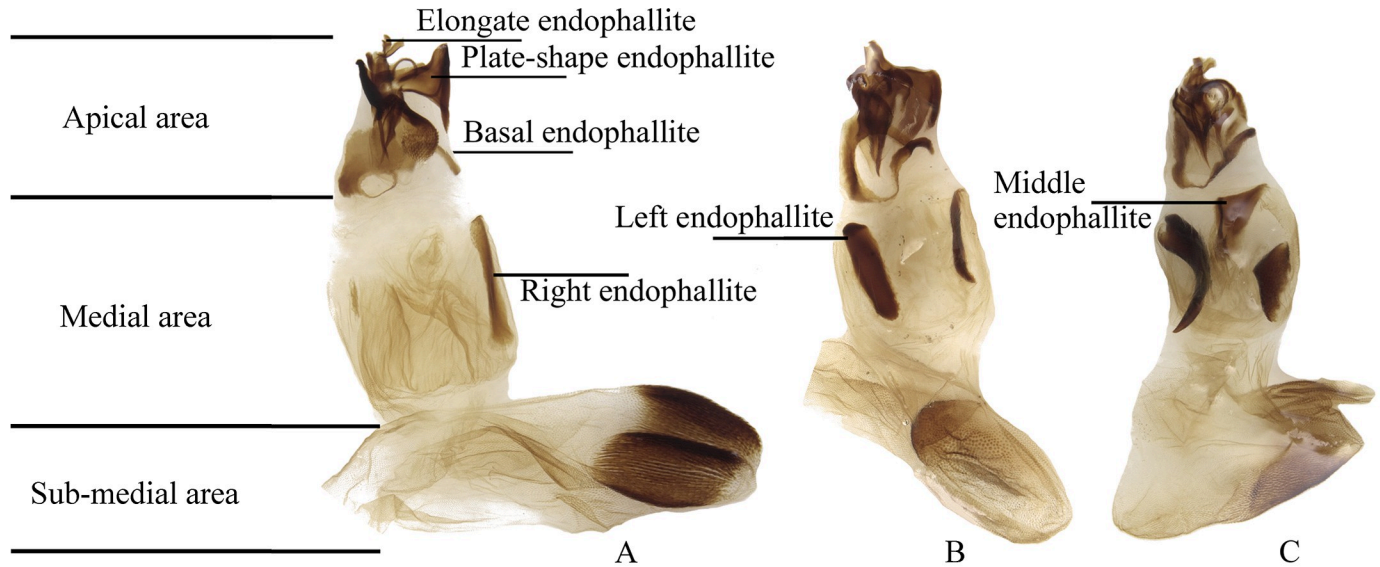 Elongate endophallite
Plate-shape endophallite
Apical area
Basal endophallite
Middle
endophallite
Left endophallite
Right endophallite
Medial area
Sub-medial area
A
B
C